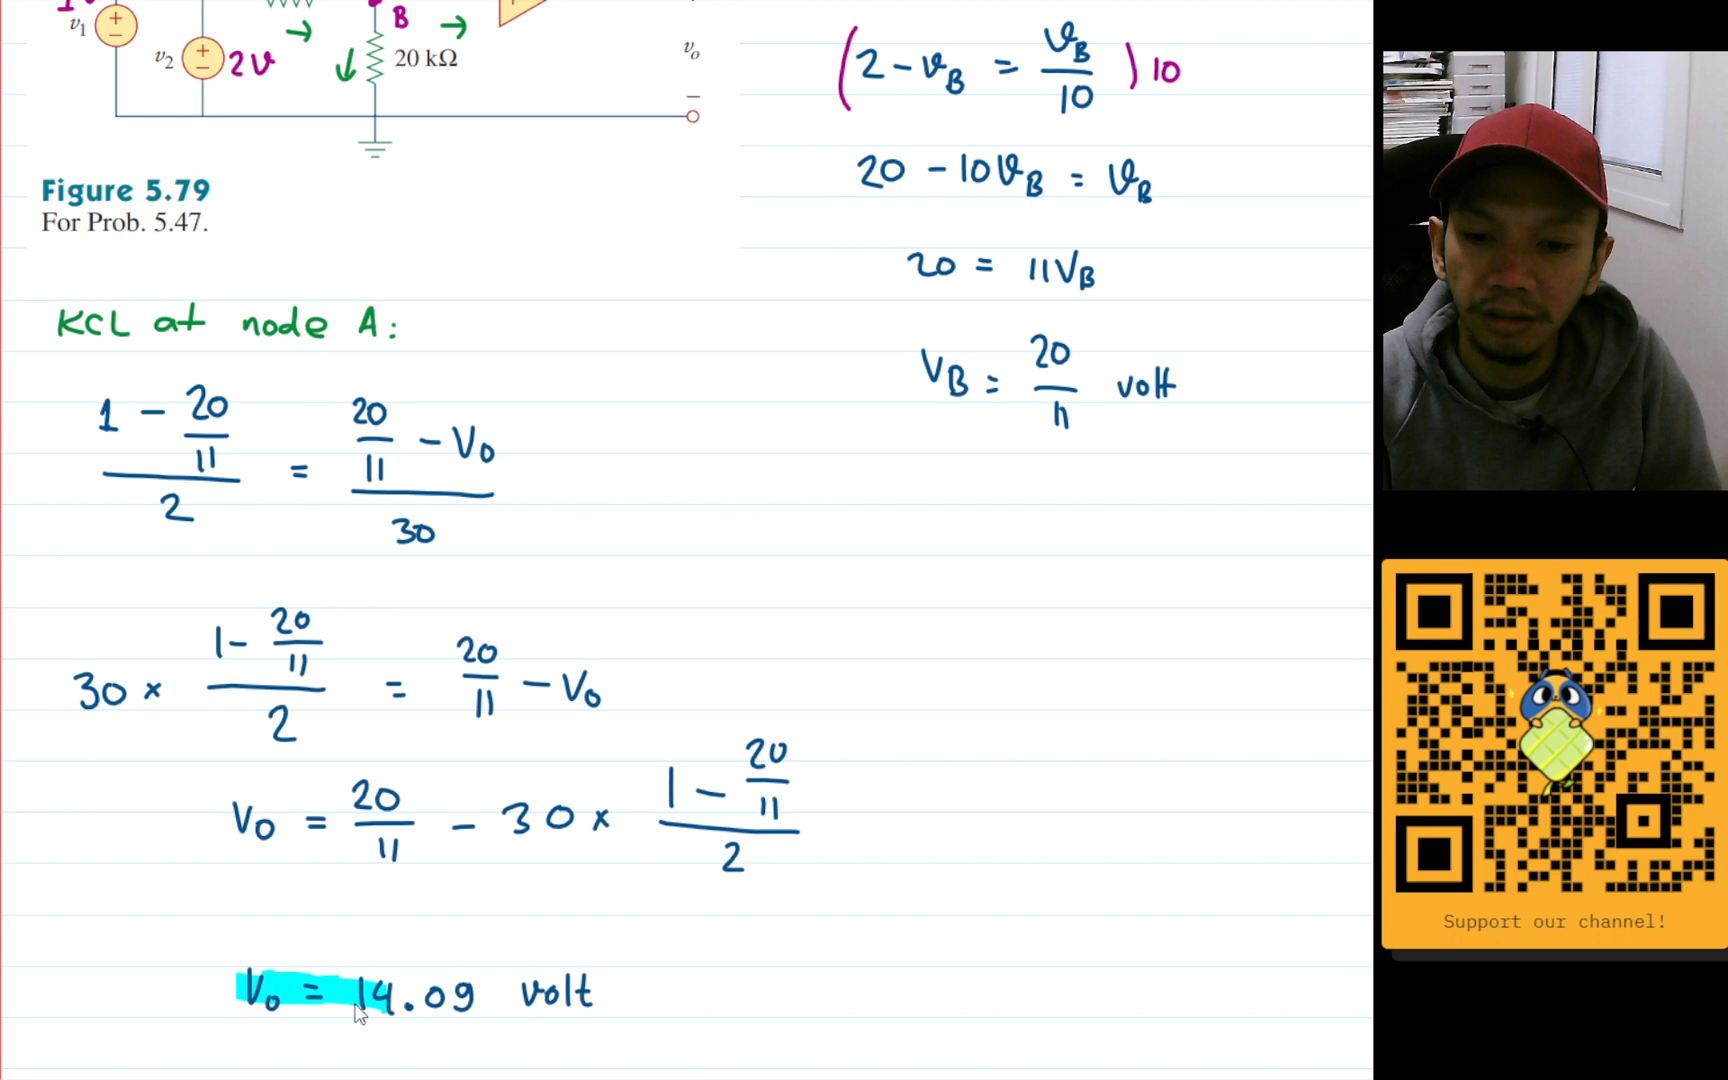 v₁
B
v₂
2V
20 kΩ
vₒ
Figure 5.79
For Prob. 5.47.
KCL at node A:
(1 - 20/11)/2 = (20/11 - Vo)/30
30 × (1 - 20/11)/2 = 20/11 - Vo
Vo = 20/11 - 30 × (1 - 20/11)/2
Vo = 14.09 volt
(2 - vB = vB/10) 10
20 - 10vB = vB
20 = 11VB
VB = 20/11 volt
Support our channel!